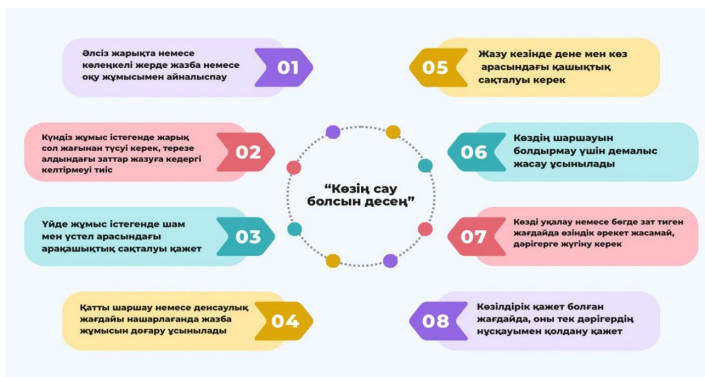 Әлсіз жарықта немесе
көлеңкелі жерде жазба немесе
оқу жұмысымен айналыспау
01
Күндіз жұмыс істегенде жарық
сол жағынан түсуі керек, терезе
алдындағы заттар жазуға кедергі
келтірмеуі тиіс
02
Үйде жұмыс істегенде шам
мен үстел арасындағы
арақашықтық сақталуы қажет
03
Қатты шаршау немесе денсаулық
жағдайы нашарлағанда жазба
жұмысын доғару ұсынылады
04
“Көзің сау
болсын десең”
05
Жазу кезінде дене мен көз
арасындағы қашықтық
сақталуы керек
06
Көздің шаршауын
болдырмау үшін демалыс
жасау ұсынылады
07
Көзді уқалау немесе бөгде зат тиген
жағдайда өзіндік әрекет жасамай,
дәрігерге жүгіну керек
08
Көзілдірік қажет болған
жағдайда, оны тек дәрігердің
нұсқауымен қолдану қажет